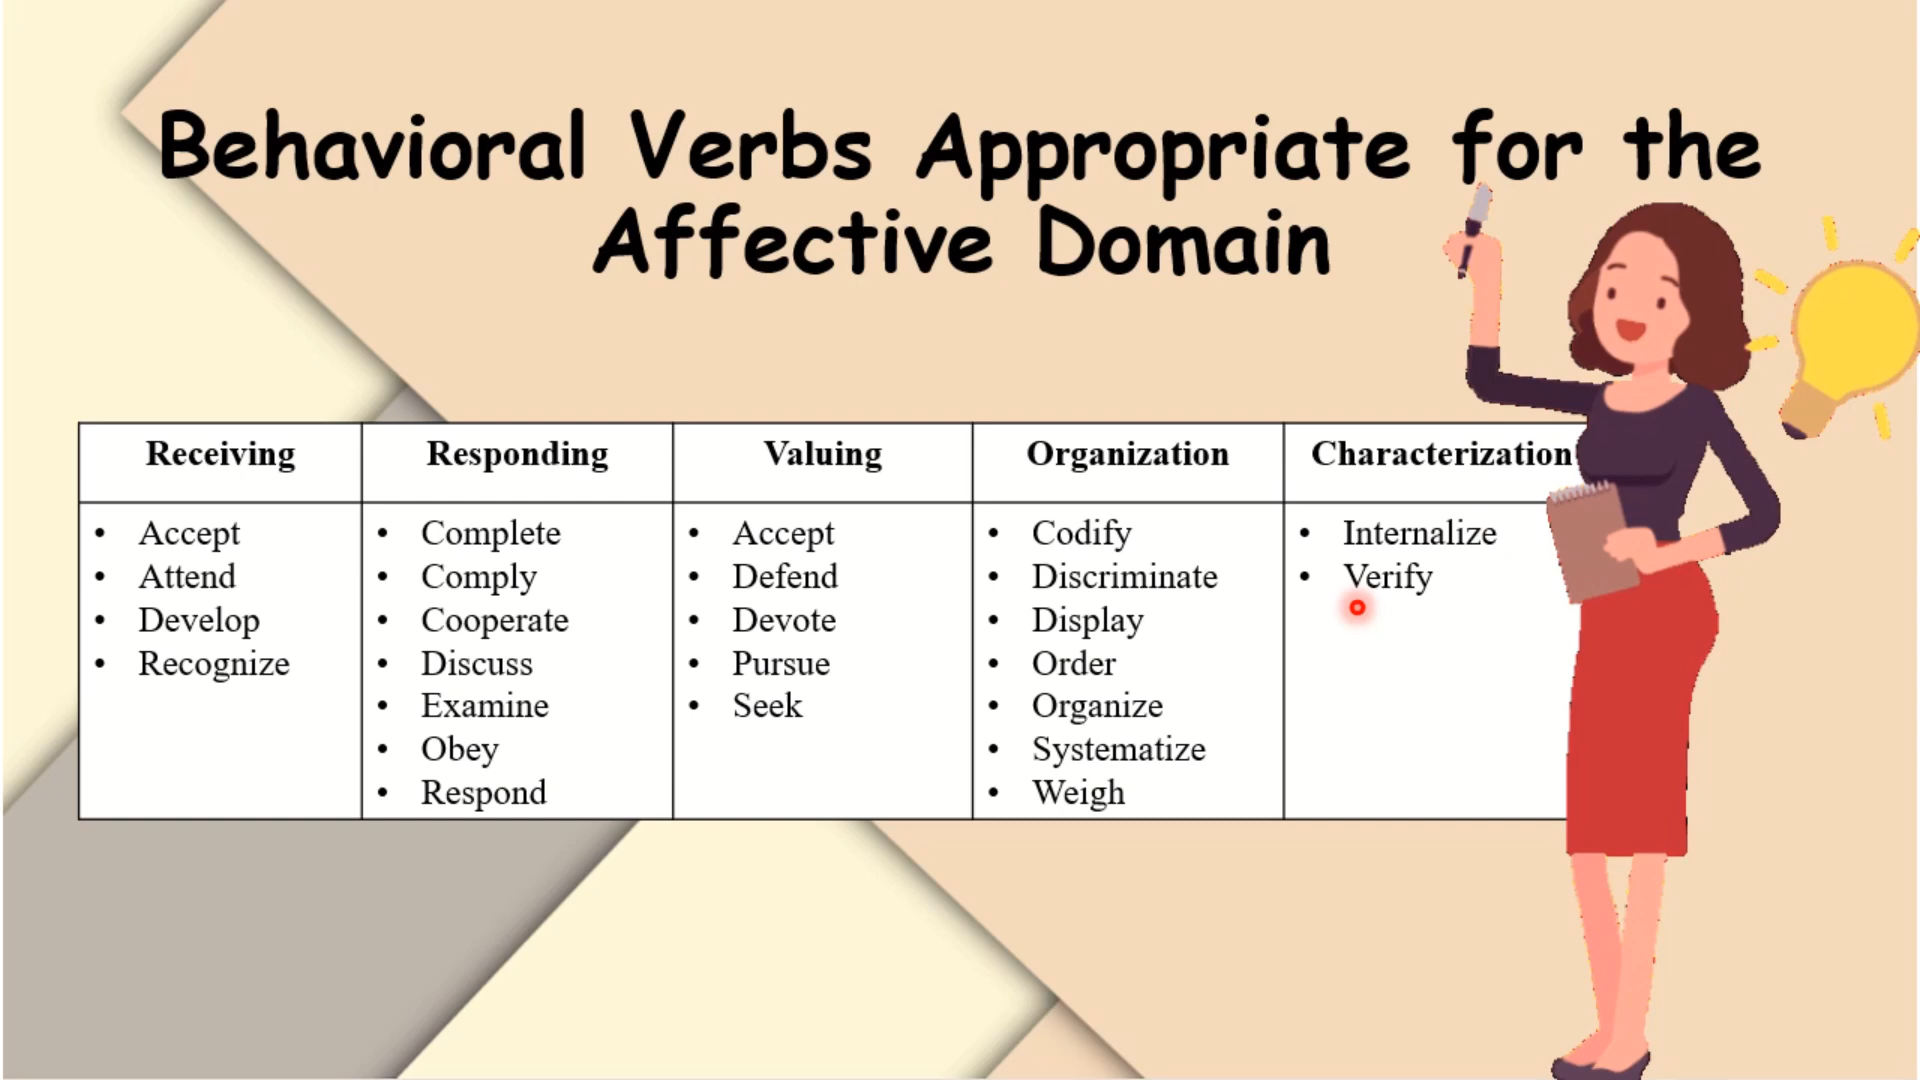 Behavioral Verbs Appropriate for the
Affective Domain
Receiving
Responding
Valuing
Organization
Characterization
• Accept
• Attend
• Develop
• Recognize
• Complete
• Comply
• Cooperate
• Discuss
• Examine
• Obey
• Respond
• Accept
• Defend
• Devote
• Pursue
• Seek
• Codify
• Discriminate
• Display
• Order
• Organize
• Systematize
• Weigh
• Internalize
• Verify